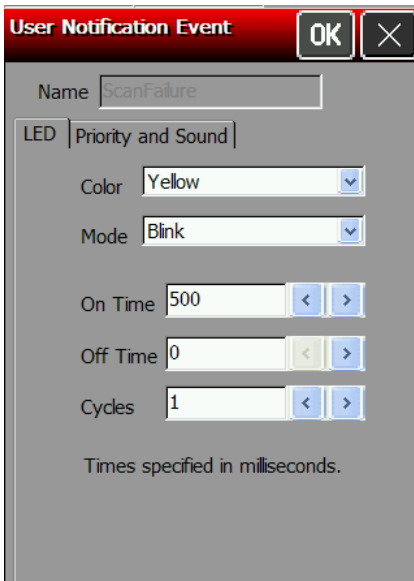 User Notification Event OK
Name ScanFailure
LED Priority and Sound
Color Yellow
Mode Blink
On Time 500
Off Time 0
Cycles 1
Times specified in milliseconds.